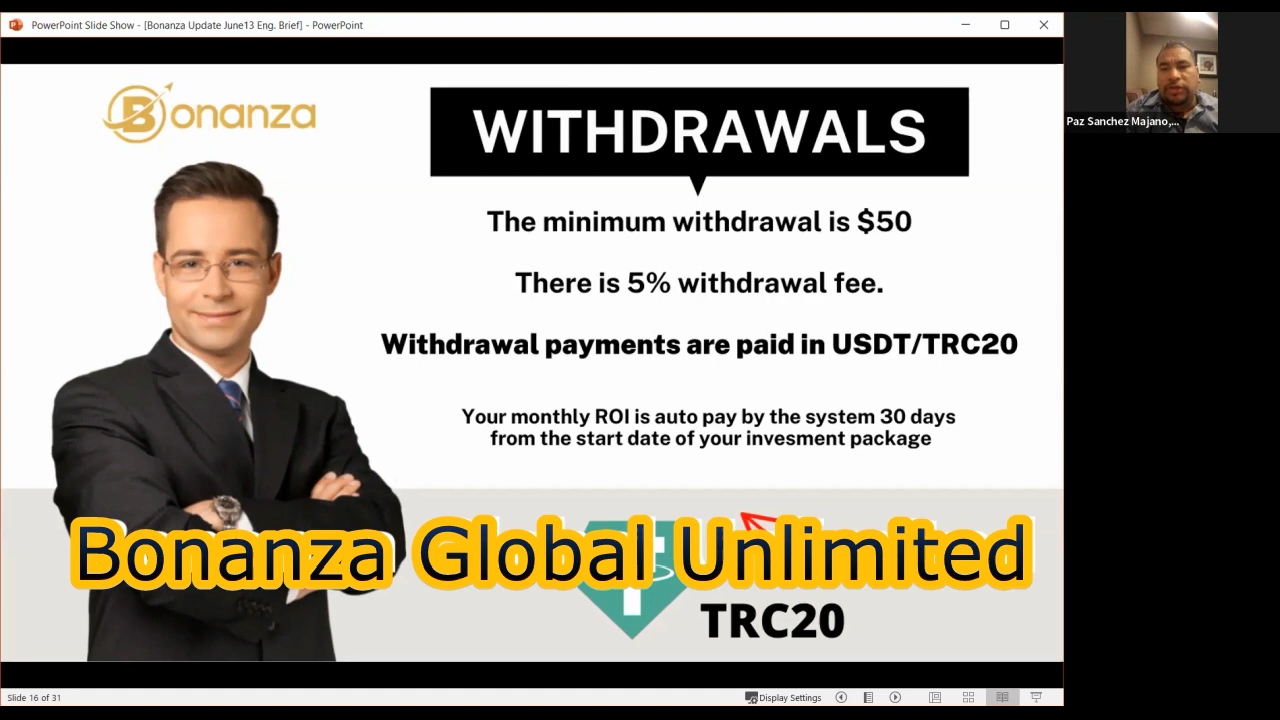 PowerPoint Slide Show - [Bonanza Update June13 Eng. Brief] - PowerPoint
Paz Sanchez Majano,...
Bonanza
WITHDRAWALS
The minimum withdrawal is $50
There is 5% withdrawal fee.
Withdrawal payments are paid in USDT/TRC20
Your monthly ROI is auto pay by the system 30 days
from the start date of your invesment package
Bonanza Global Unlimited
TRC20
Slide 16 of 31
Display Settings